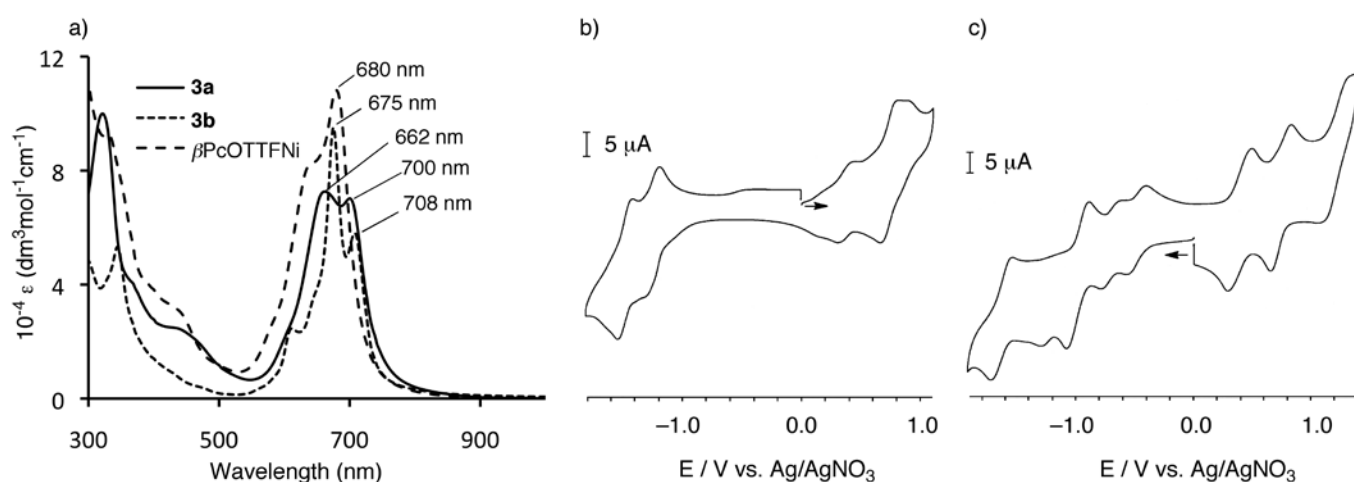 a)
10⁻⁴ ε (dm³mol⁻¹cm⁻¹)
12
8
4
0
300
500
700
900
Wavelength (nm)
3a
3b
βPcOTTFNi
680 nm
675 nm
662 nm
700 nm
708 nm
b)
5 μA
–1.0
0.0
1.0
E / V vs. Ag/AgNO₃
c)
5 μA
–1.0
0.0
1.0
E / V vs. Ag/AgNO₃